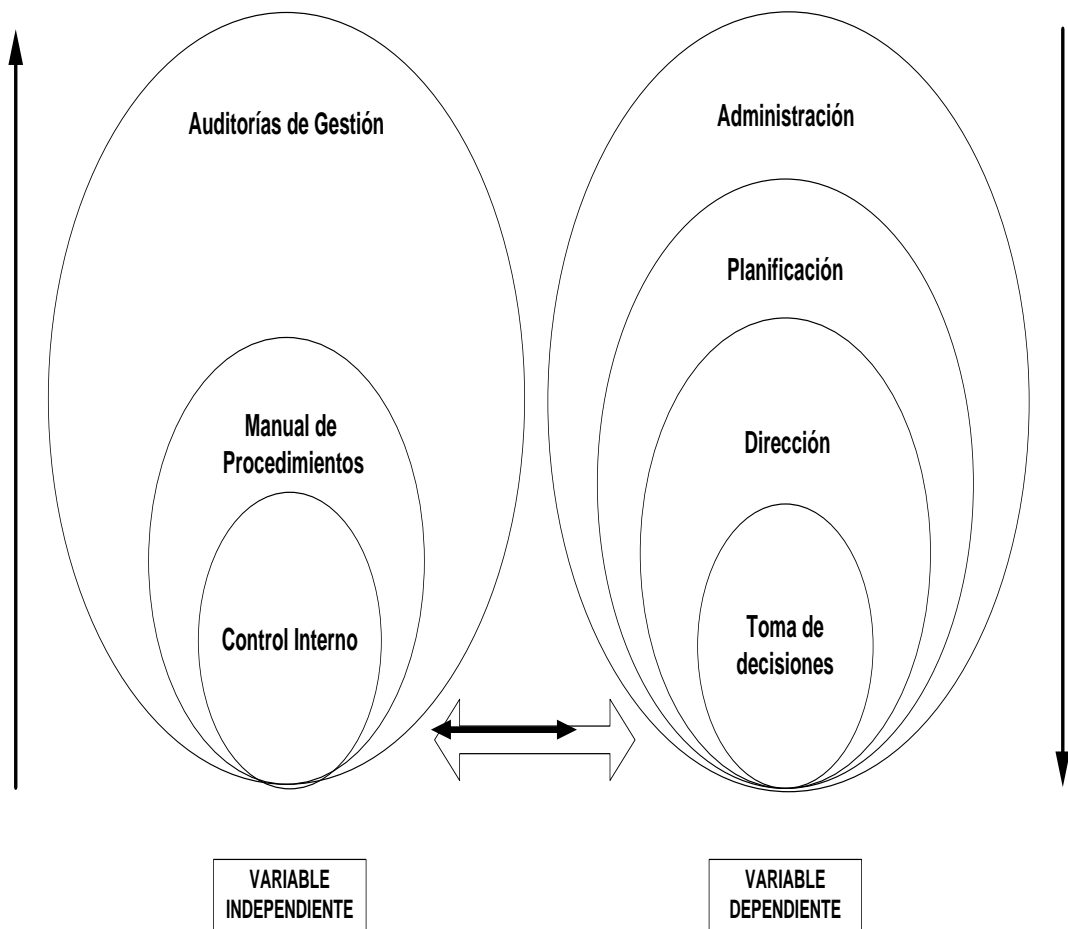 Auditorías de Gestión
Manual de
Procedimientos
Control Interno
VARIABLE
INDEPENDIENTE
Administración
Planificación
Dirección
Toma de
decisiones
VARIABLE
DEPENDIENTE